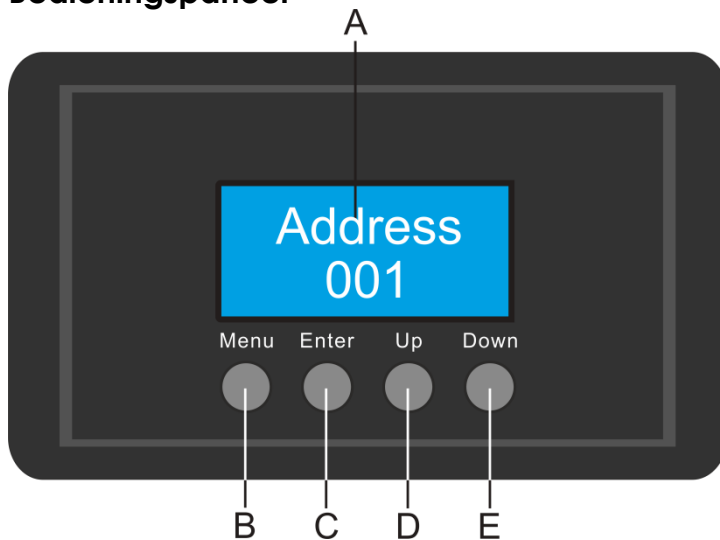 Bedieningspaneel
A
Address
001
Menu Enter Up Down
B C D E